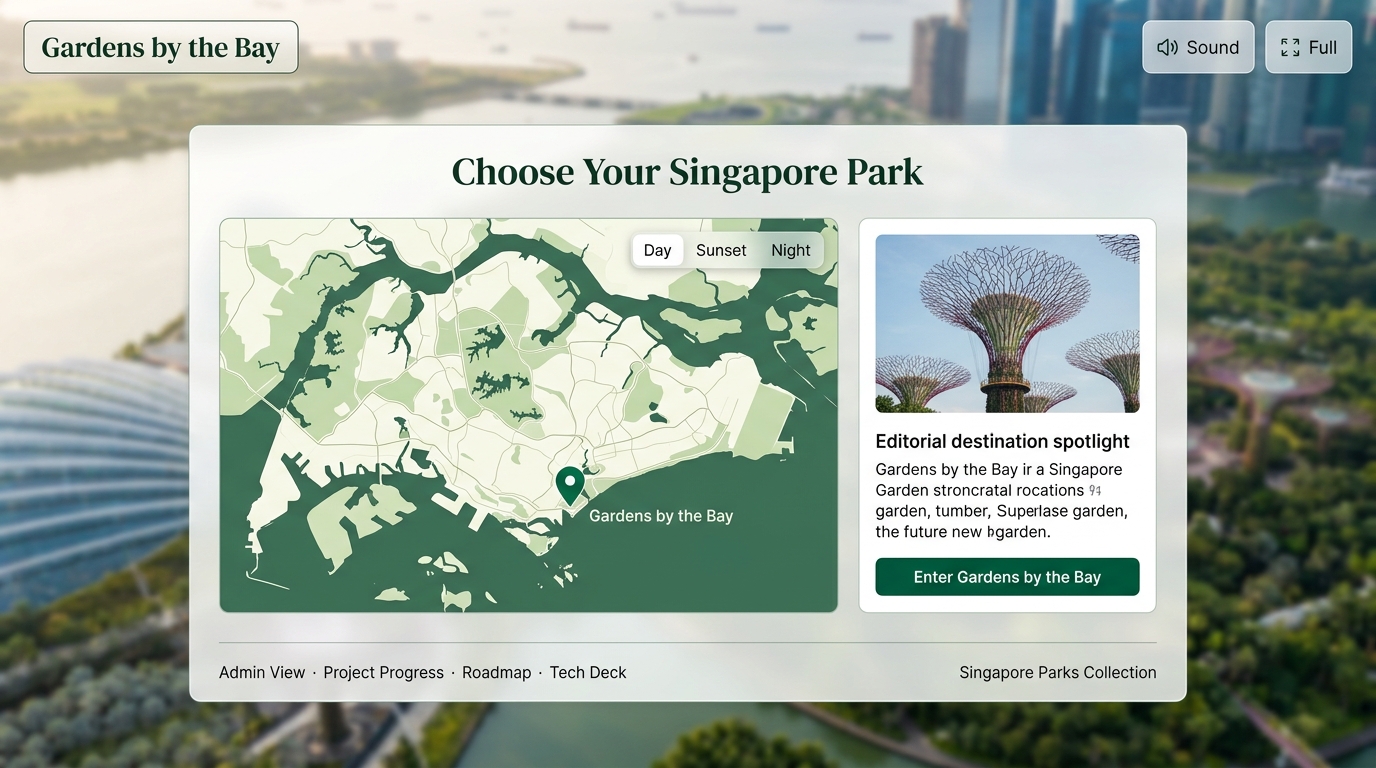 Gardens by the Bay
Sound
Full
Choose Your Singapore Park
Day Sunset Night
Gardens by the Bay
Editorial destination spotlight
Gardens by the Bay ir a Singapore
Garden stroncratal rocations
garden, tumber, Superlase garden,
the future new garden.
Enter Gardens by the Bay
Admin View · Project Progress · Roadmap · Tech Deck
Singapore Parks Collection